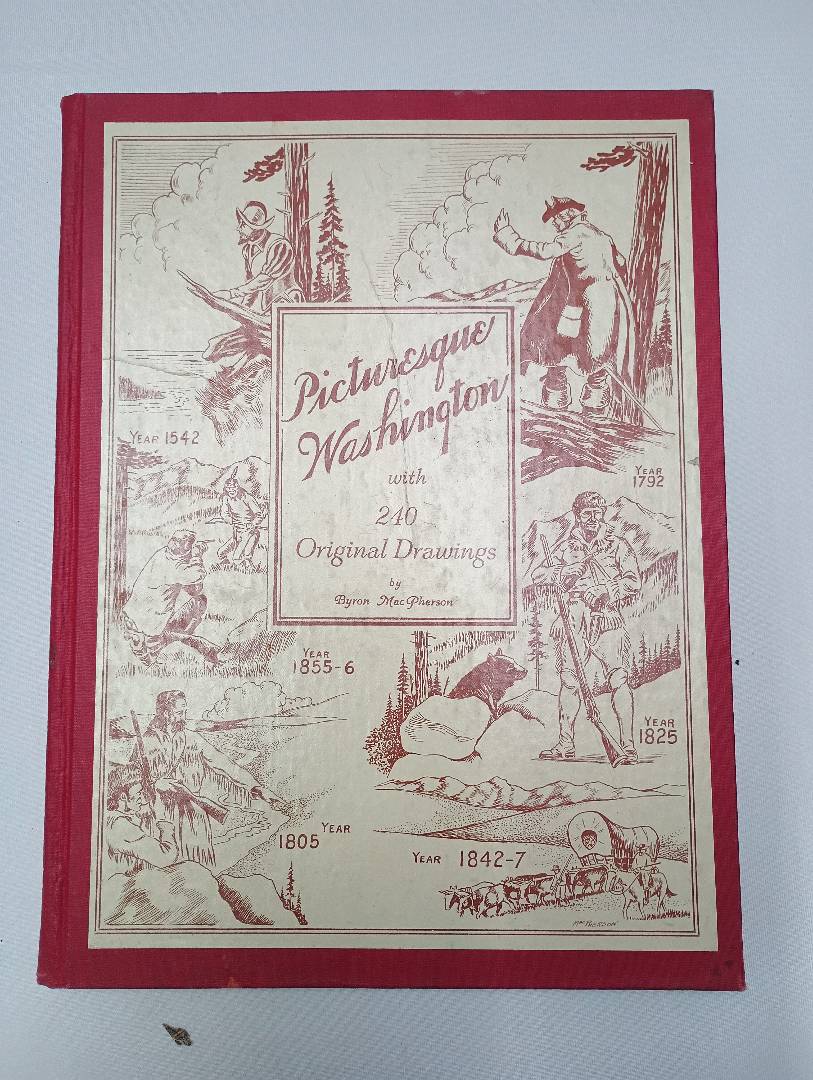 Picturesque
Washington
with
240
Original Drawings
by
Byron MacPherson
YEAR 1542
YEAR
1792
YEAR
1855-6
YEAR
1825
YEAR
1805
YEAR 1842-7
MACPHERSON